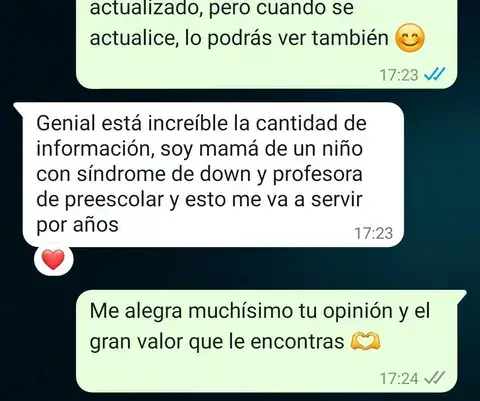 actualizado, pero cuando se
actualice, lo podrás ver también 😊
17:23
Genial está increíble la cantidad de
información, soy mamá de un niño
con síndrome de down y profesora
de preescolar y esto me va a servir
por años
17:23
Me alegra muchísimo tu opinión y el
gran valor que le encontras 🫶
17:24